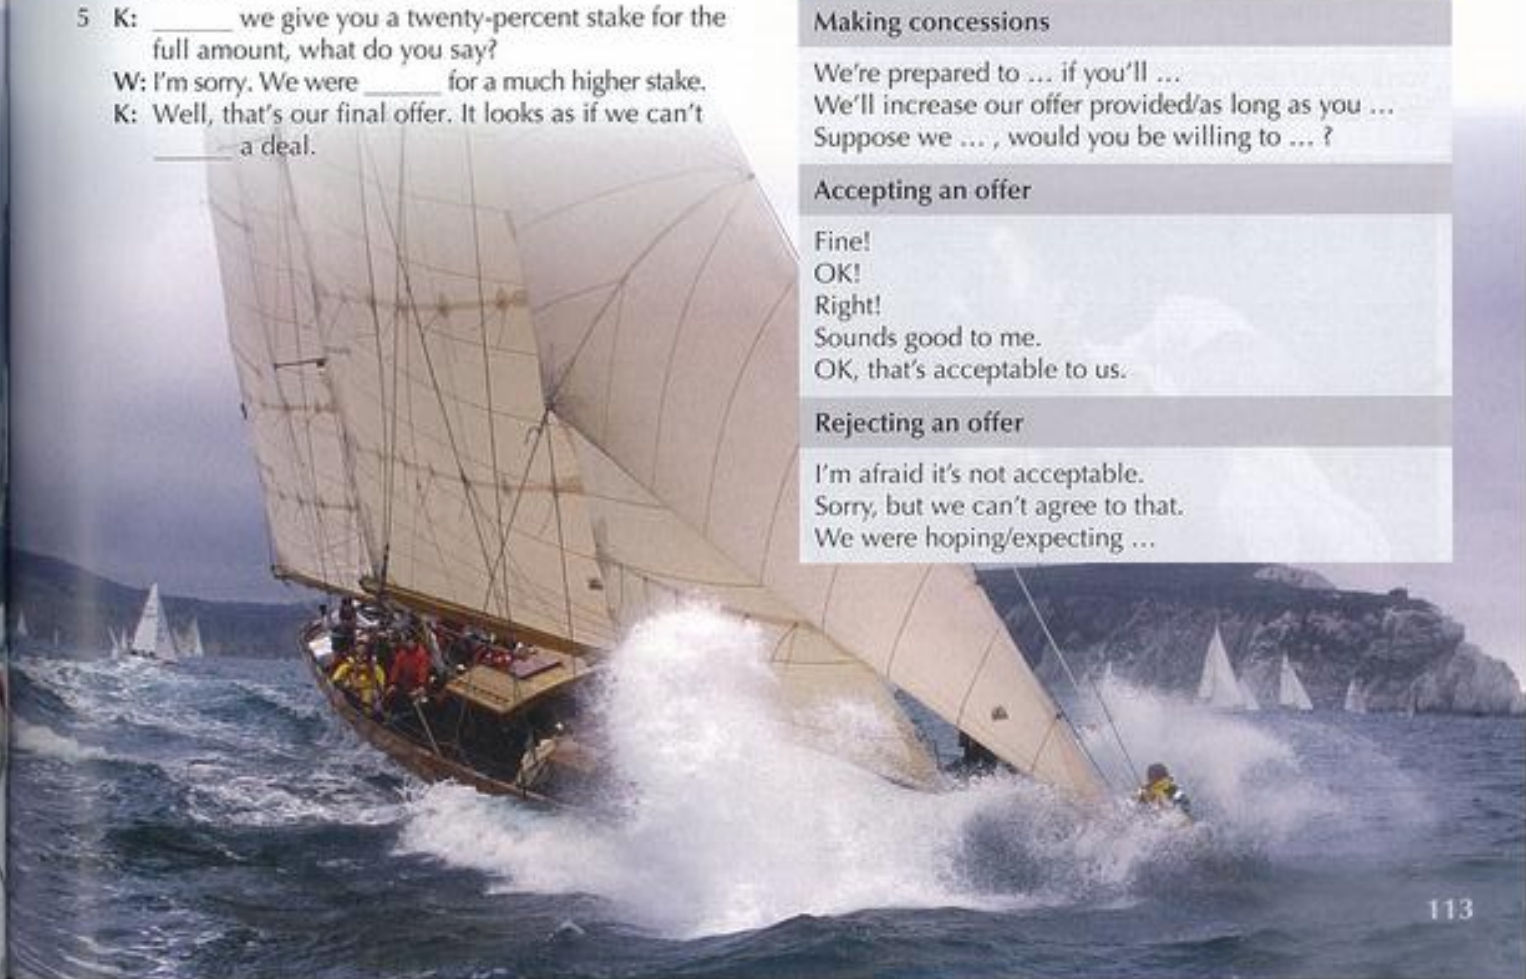 5 K: ______ we give you a twenty-percent stake for the
full amount, what do you say?
W: I'm sorry. We were ______ for a much higher stake.
K: Well, that's our final offer. It looks as if we can't
______ a deal.
Making concessions
We're prepared to ... if you'll ...
We'll increase our offer provided/as long as you ...
Suppose we ... , would you be willing to ... ?
Accepting an offer
Fine!
OK!
Right!
Sounds good to me.
OK, that's acceptable to us.
Rejecting an offer
I'm afraid it's not acceptable.
Sorry, but we can't agree to that.
We were hoping/expecting ...
113